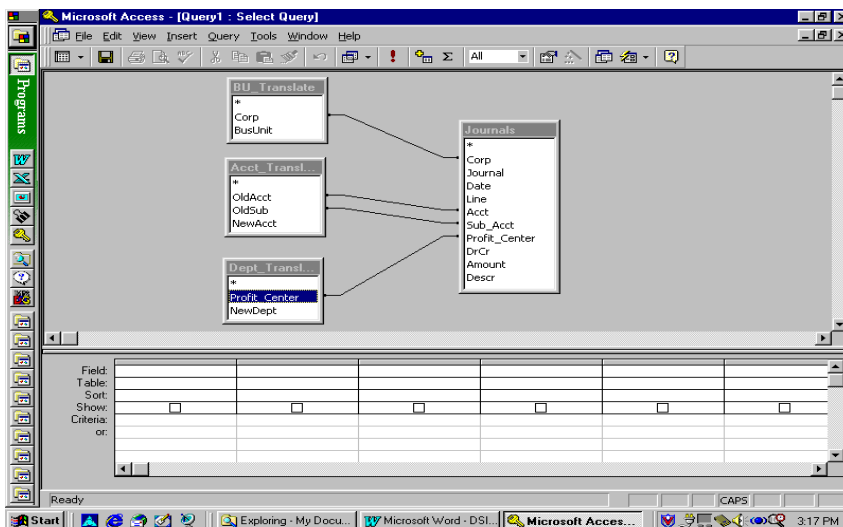 Microsoft Access - [Query1 : Select Query]
File Edit View Insert Query Tools Window Help
All
Programs
BU_Translate
*
Corp
BusUnit
Acct_Transl...
*
OldAcct
OldSub
NewAcct
Dept_Transl...
*
Profit_Center
NewDept
Journals
*
Corp
Journal
Date
Line
Acct
Sub_Acct
Profit_Center
DrCr
Amount
Descr
Field:
Table:
Sort:
Show:
Criteria:
or:
Ready
CAPS
Start
Exploring - My Docu...
Microsoft Word - DSI...
Microsoft Acces...
3:17 PM